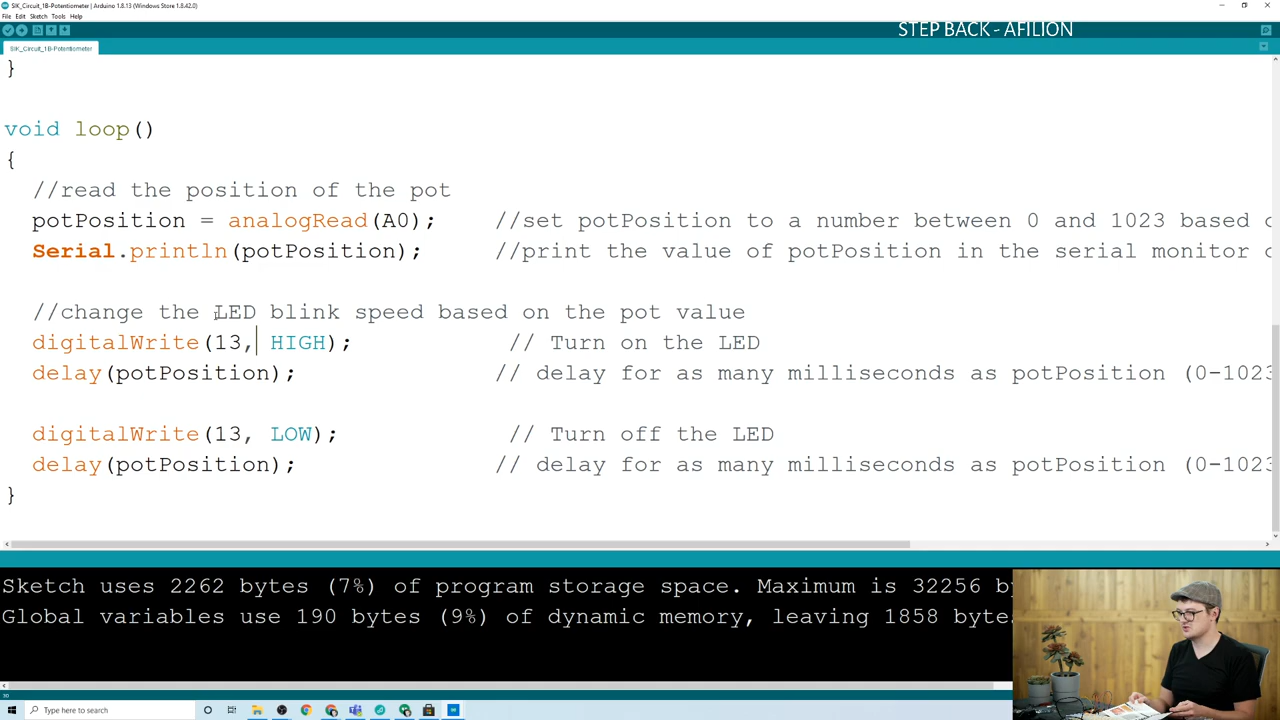 SIK_Circuit_1B-Potentiometer | Arduino 1.8.13 (Windows Store 1.8.42.0)
File Edit Sketch Tools Help
STEP BACK - AFILION
SIK_Circuit_1B-Potentiometer
}
void loop()
{
//read the position of the pot
potPosition = analogRead(A0); //set potPosition to a number between 0 and 1023 based o
Serial.println(potPosition); //print the value of potPosition in the serial monitor o
//change the LED blink speed based on the pot value
digitalWrite(13, HIGH); // Turn on the LED
delay(potPosition); // delay for as many milliseconds as potPosition (0-1023
digitalWrite(13, LOW); // Turn off the LED
delay(potPosition); // delay for as many milliseconds as potPosition (0-1023
}
Sketch uses 2262 bytes (7%) of program storage space. Maximum is 32256 by
Global variables use 190 bytes (9%) of dynamic memory, leaving 1858 bytes
30
Type here to search